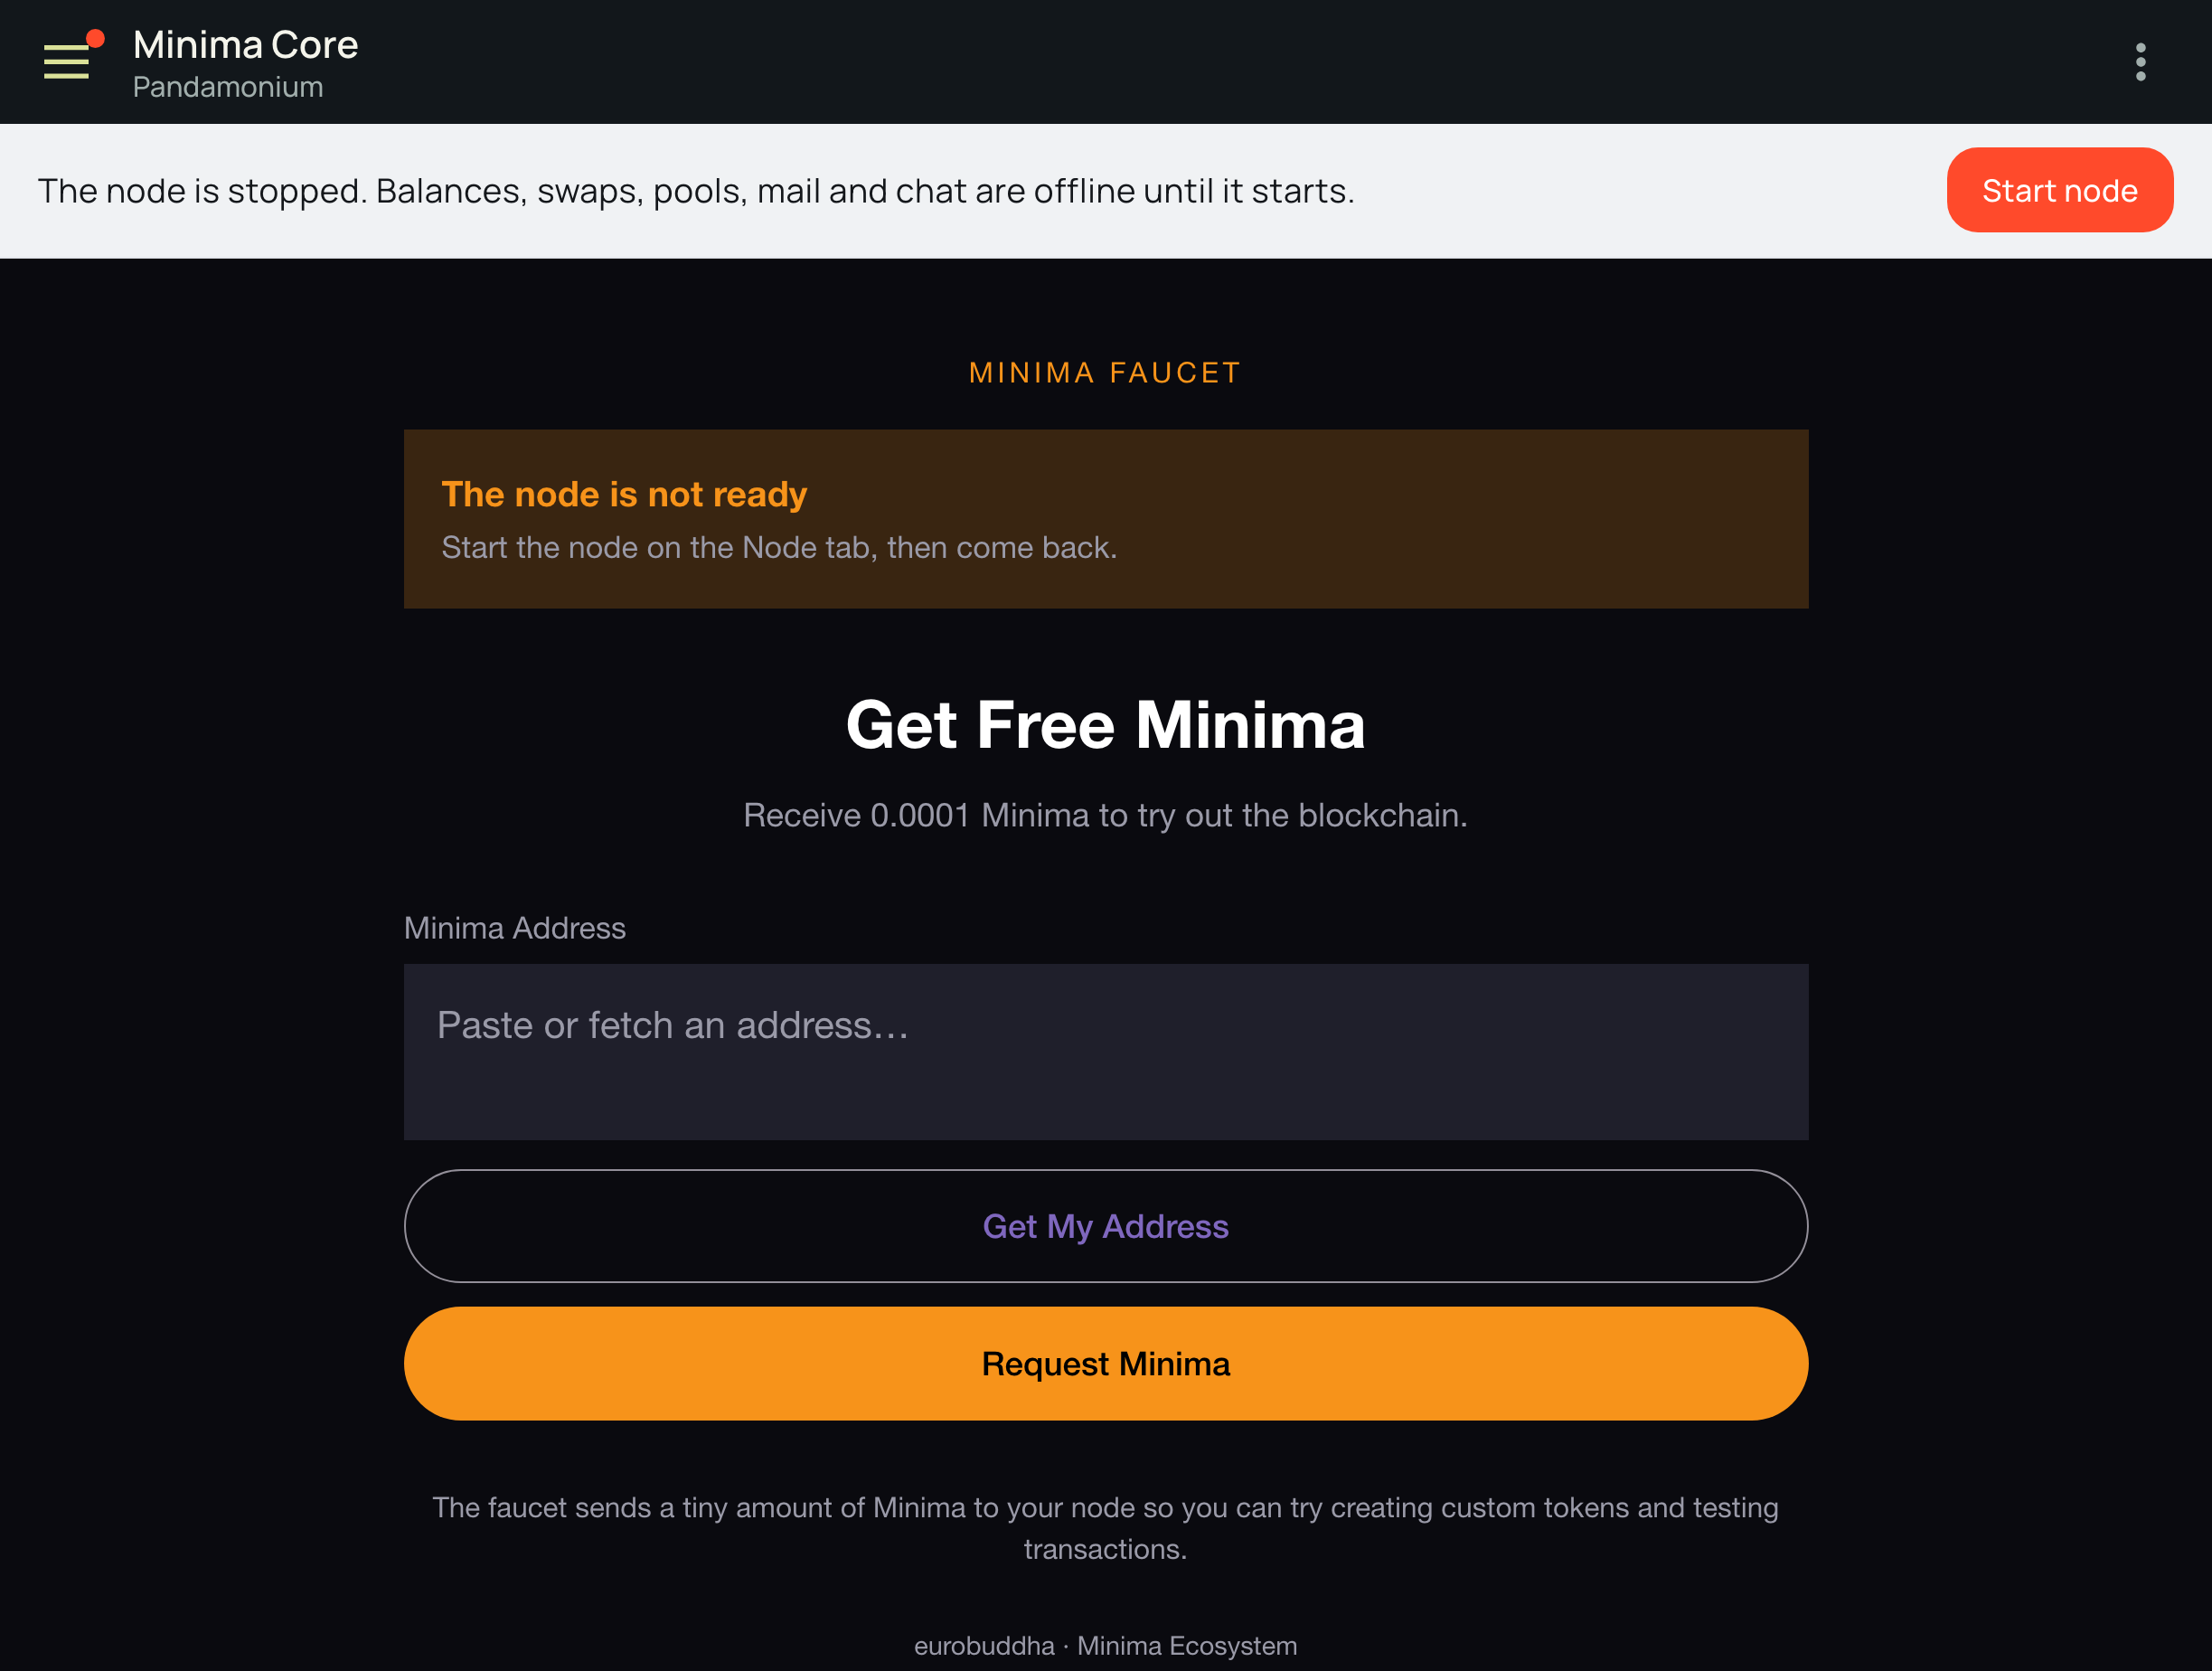 Minima Core
Pandamonium
The node is stopped. Balances, swaps, pools, mail and chat are offline until it starts.
Start node
MINIMA FAUCET
The node is not ready
Start the node on the Node tab, then come back.
Get Free Minima
Receive 0.0001 Minima to try out the blockchain.
Minima Address
Paste or fetch an address...
Get My Address
Request Minima
The faucet sends a tiny amount of Minima to your node so you can try creating custom tokens and testing
transactions.
eurobuddha · Minima Ecosystem